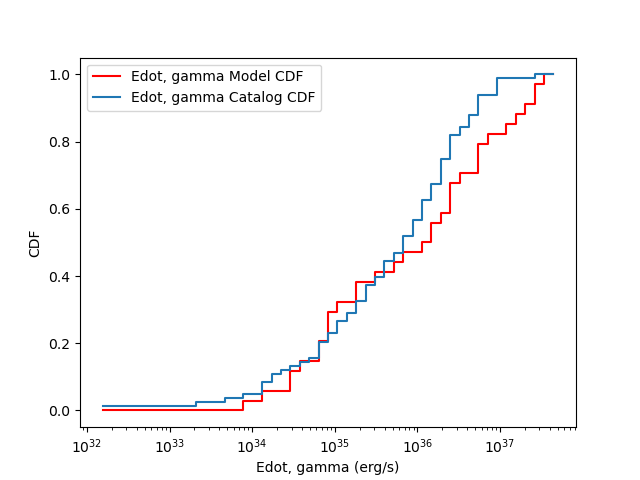 Edot, gamma Model CDF
Edot, gamma Catalog CDF
1.0
0.8
0.6
0.4
0.2
0.0
CDF
10^32 10^33 10^34 10^35 10^36 10^37
Edot, gamma (erg/s)